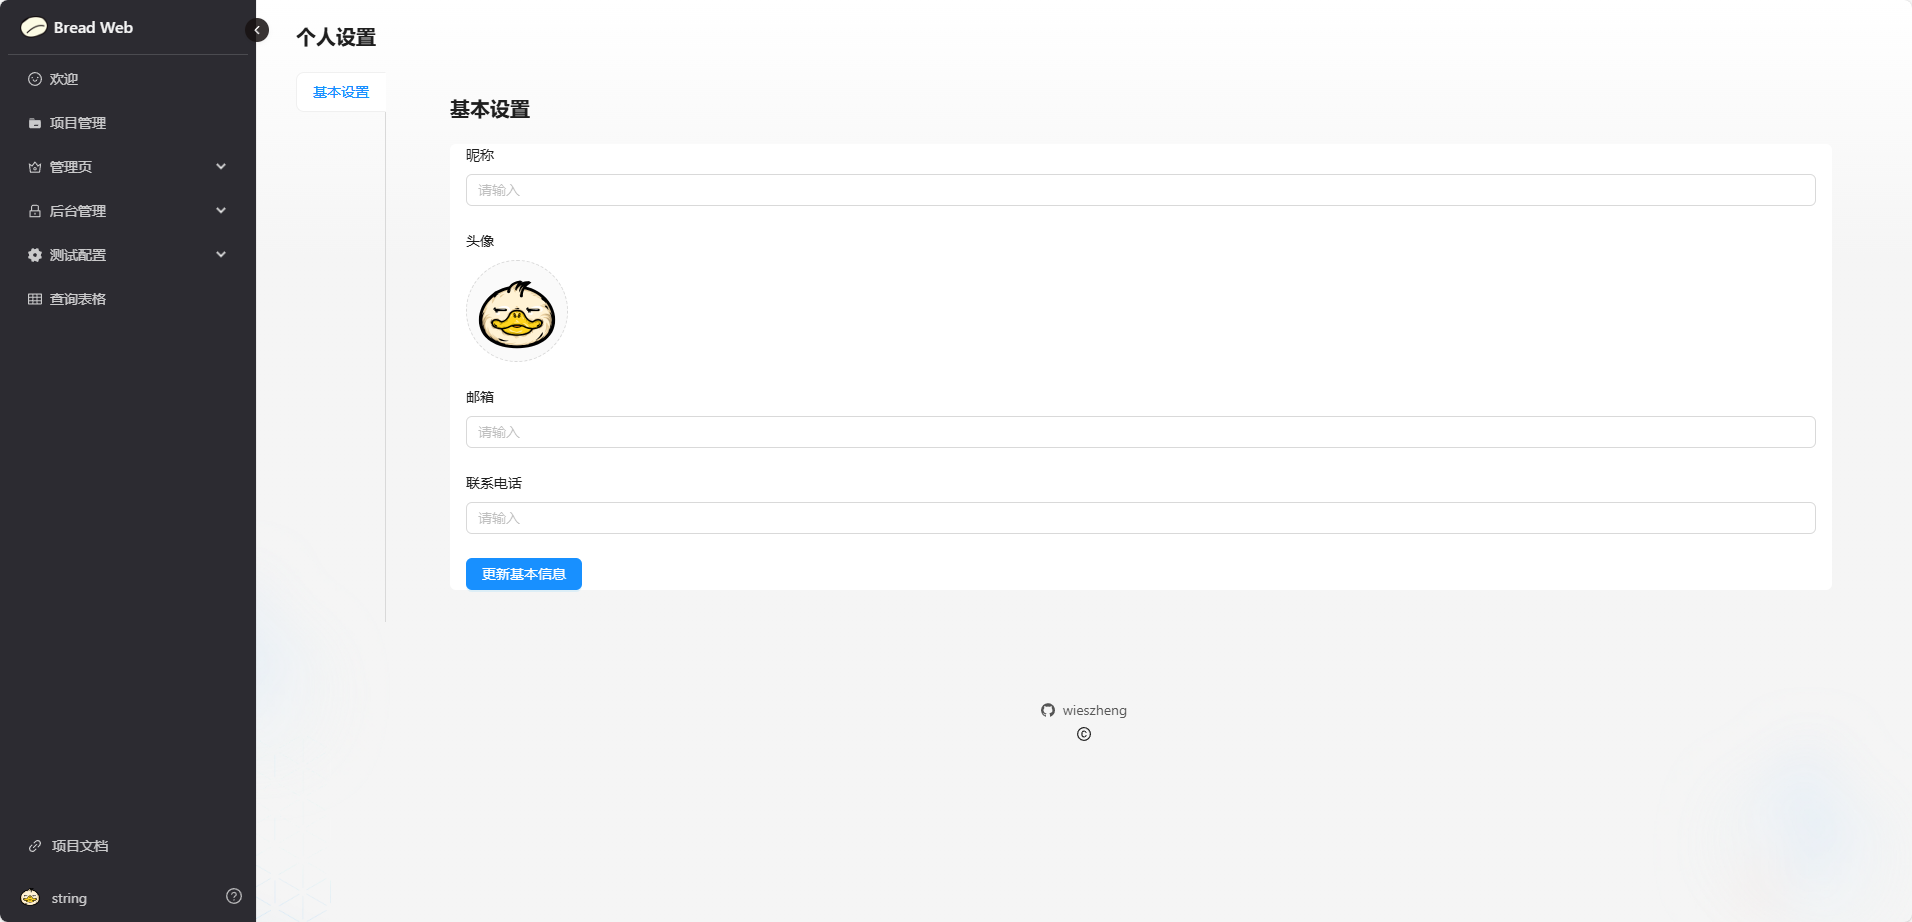 Bread Web
欢迎
项目管理
管理页
后台管理
测试配置
查询表格
项目文档
string
个人设置
基本设置
基本设置
昵称
请输入
头像
邮箱
请输入
联系电话
请输入
更新基本信息
wieszheng
©